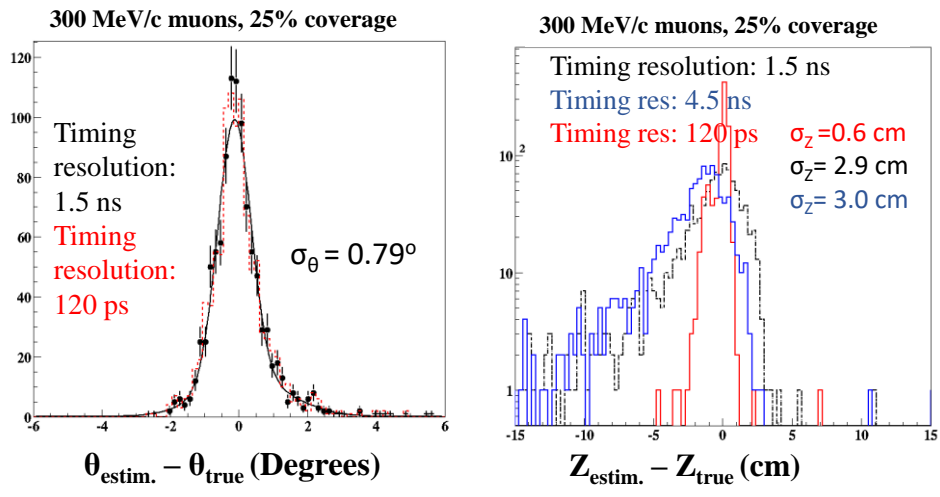 300 MeV/c muons, 25% coverage
120
100
80
60
40
20
0
Timing
resolution:
1.5 ns
Timing
resolution:
120 ps
σθ = 0.79º
-6 -4 -2 0 2 4 6
θestim. – θtrue (Degrees)
300 MeV/c muons, 25% coverage
Timing resolution: 1.5 ns
Timing res: 4.5 ns
Timing res: 120 ps
σZ =0.6 cm
σZ= 2.9 cm
σZ= 3.0 cm
10²
10
1
-15 -10 -5 0 5 10 15
Zestim. – Ztrue (cm)